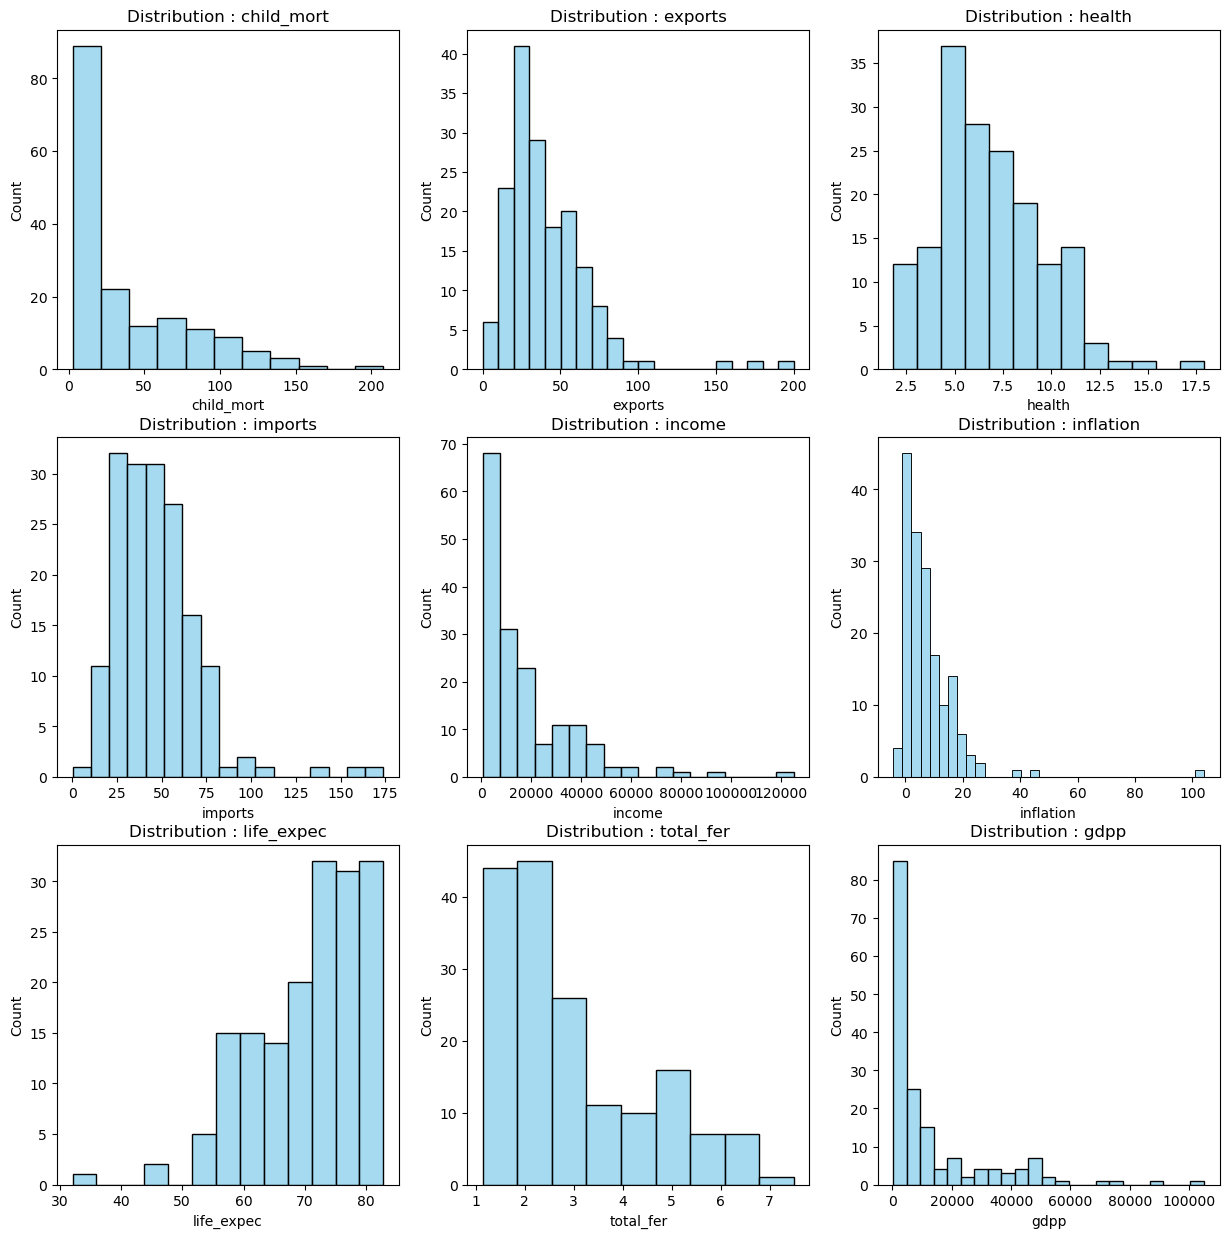 Distribution : child_mort
Count
80
60
40
20
0
0 50 100 150 200
child_mort
Distribution : exports
Count
40
35
30
25
20
15
10
5
0
0 50 100 150 200
exports
Distribution : health
Count
35
30
25
20
15
10
5
0
2.5 5.0 7.5 10.0 12.5 15.0 17.5
health
Distribution : imports
Count
30
25
20
15
10
5
0
0 25 50 75 100 125 150 175
imports
Distribution : income
Count
70
60
50
40
30
20
10
0
0 20000 40000 60000 80000 100000 120000
income
Distribution : inflation
Count
40
30
20
10
0
0 20 40 60 80 100
inflation
Distribution : life_expec
Count
30
25
20
15
10
5
0
30 40 50 60 70 80
life_expec
Distribution : total_fer
Count
40
30
20
10
0
1 2 3 4 5 6 7
total_fer
Distribution : gdpp
Count
80
70
60
50
40
30
20
10
0
0 20000 40000 60000 80000 100000
gdpp